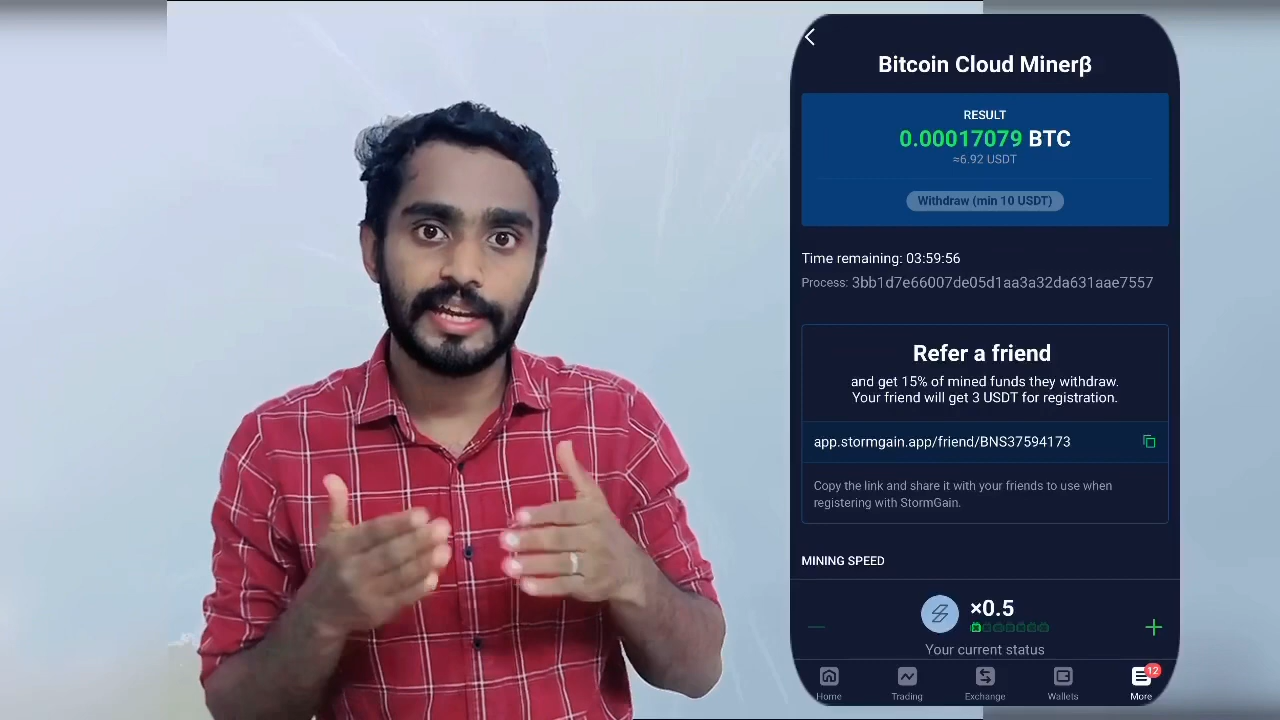 Bitcoin Cloud Minerβ
RESULT
0.00017079 BTC
≈6.92 USDT
Withdraw (min 10 USDT)
Time remaining: 03:59:56
Process: 3bb1d7e66007de05d1aa3a32da631aae7557
Refer a friend
and get 15% of mined funds they withdraw.
Your friend will get 3 USDT for registration.
app.stormgain.app/friend/BNS37594173
Copy the link and share it with your friends to use when
registering with StormGain.
MINING SPEED
×0.5
Your current status
12
Home Trading Exchange Wallets More